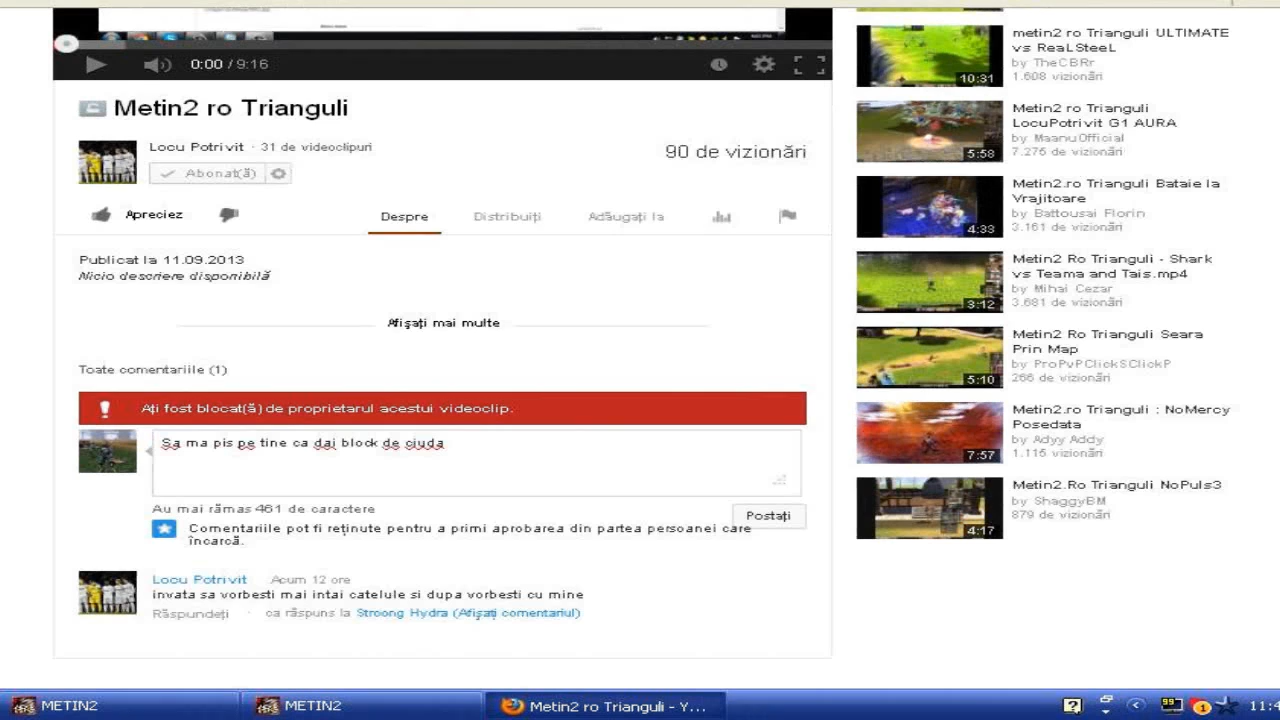 0:00 / 9:16
Metin2 ro Trianguli
Locu Potrivit · 31 de videoclipuri
Abonat(ă)
90 de vizionări
Apreciez
Despre
Distribuiți
Adăugați la
Publicat la 11.09.2013
Nicio descriere disponibilă
Afișați mai multe
Toate comentariile (1)
Ați fost blocat(ă) de proprietarul acestui videoclip.
Sa ma pis pe tine ca dai block de ciuda
Au mai rămas 461 de caractere
Postați
Comentariile pot fi reținute pentru a primi aprobarea din partea persoanei care
încarcă.
Locu Potrivit Acum 12 ore
invata sa vorbesti mai intai catelule si dupa vorbesti cu mine
Răspundeți · ca răspuns la Stroong Hydra (Afișați comentariul)
metin2 ro Trianguli ULTIMATE
vs ReaLSteeL
by TheCBRr
1.608 vizionări
10:31
Metin2 ro Trianguli
LocuPotrivit G1 AURA
by MaanuOfficial
7.276 de vizionări
5:58
Metin2.ro Trianguli Bataie la
Vrajitoare
by Battousai Florin
3.161 de vizionări
4:33
Metin2 Ro Trianguli - Shark
vs Teama and Tais.mp4
by Mihai Cezar
3.681 de vizionări
3:12
Metin2 Ro Trianguli Seara
Prin Map
by ProPvPClickSClickP
266 de vizionări
5:10
Metin2.ro Trianguli : NoMercy
Posedata
by Adyy Addy
1.115 vizionări
7:57
Metin2.Ro Trianguli NoPuls3
by ShaggyBM
879 de vizionări
4:17
METIN2
METIN2
Metin2 ro Trianguli - Y...
99
1
11:4